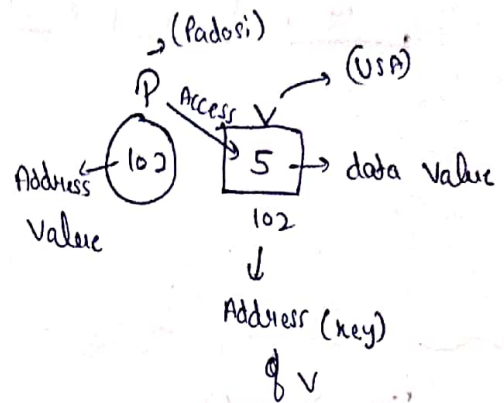 (Padosi)
P
Access
V
(USA)
102
5
data value
Address
Value
102
Address (key)
of V